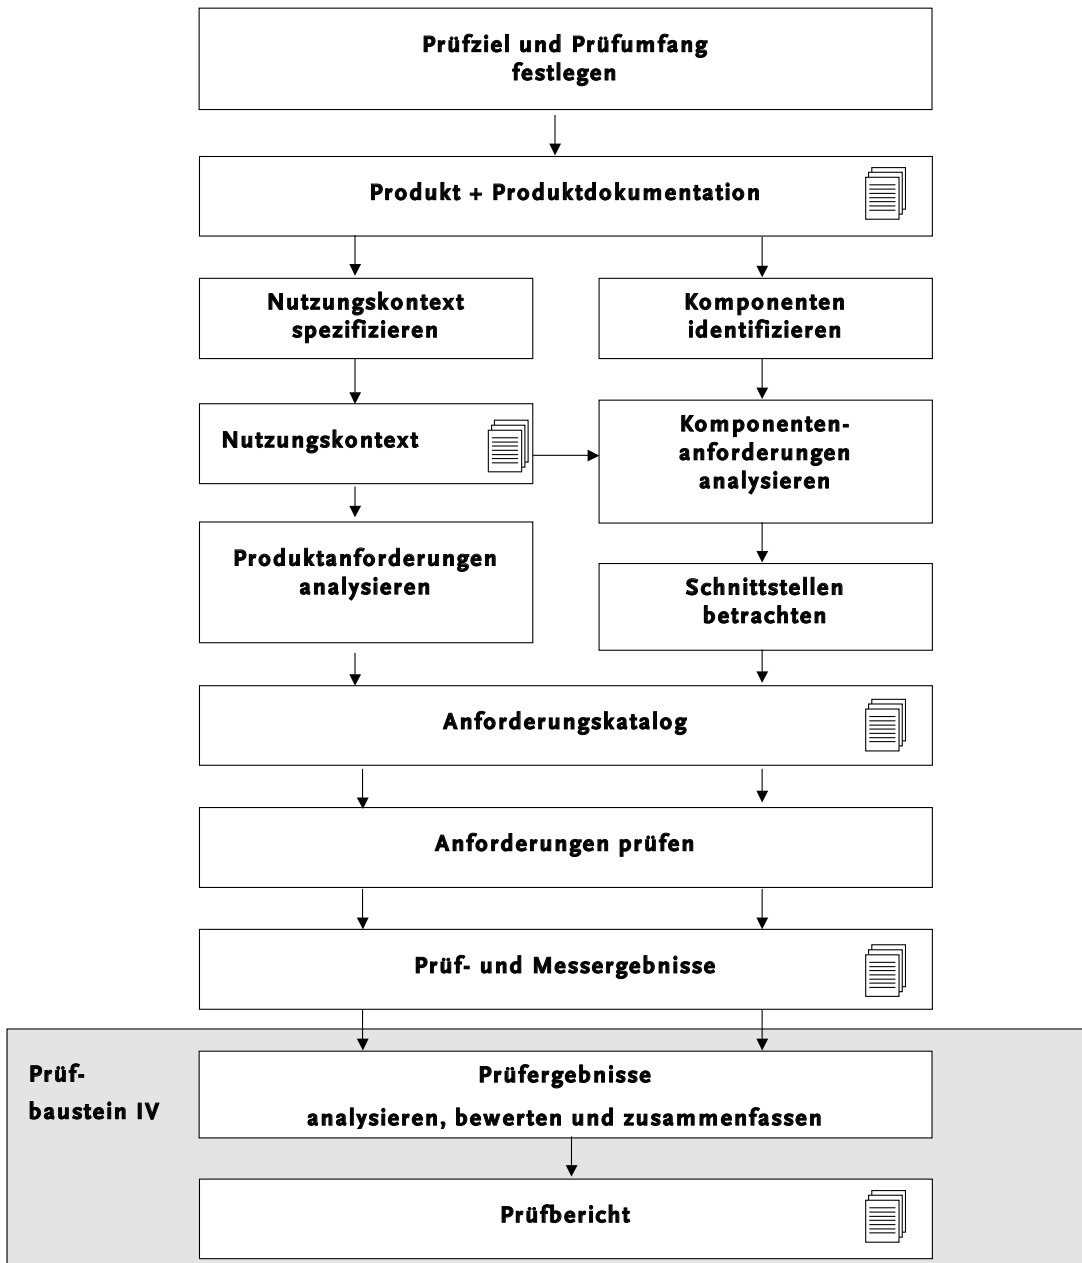 Prüfziel und Prüfumfang
festlegen
Produkt + Produktdokumentation
Nutzungskontext
spezifizieren
Komponenten
identifizieren
Nutzungskontext
Komponenten-
anforderungen
analysieren
Produktanforderungen
analysieren
Schnittstellen
betrachten
Anforderungskatalog
Anforderungen prüfen
Prüf- und Messergebnisse
Prüf-
baustein IV
Prüfergebnisse
analysieren, bewerten und zusammenfassen
Prüfbericht